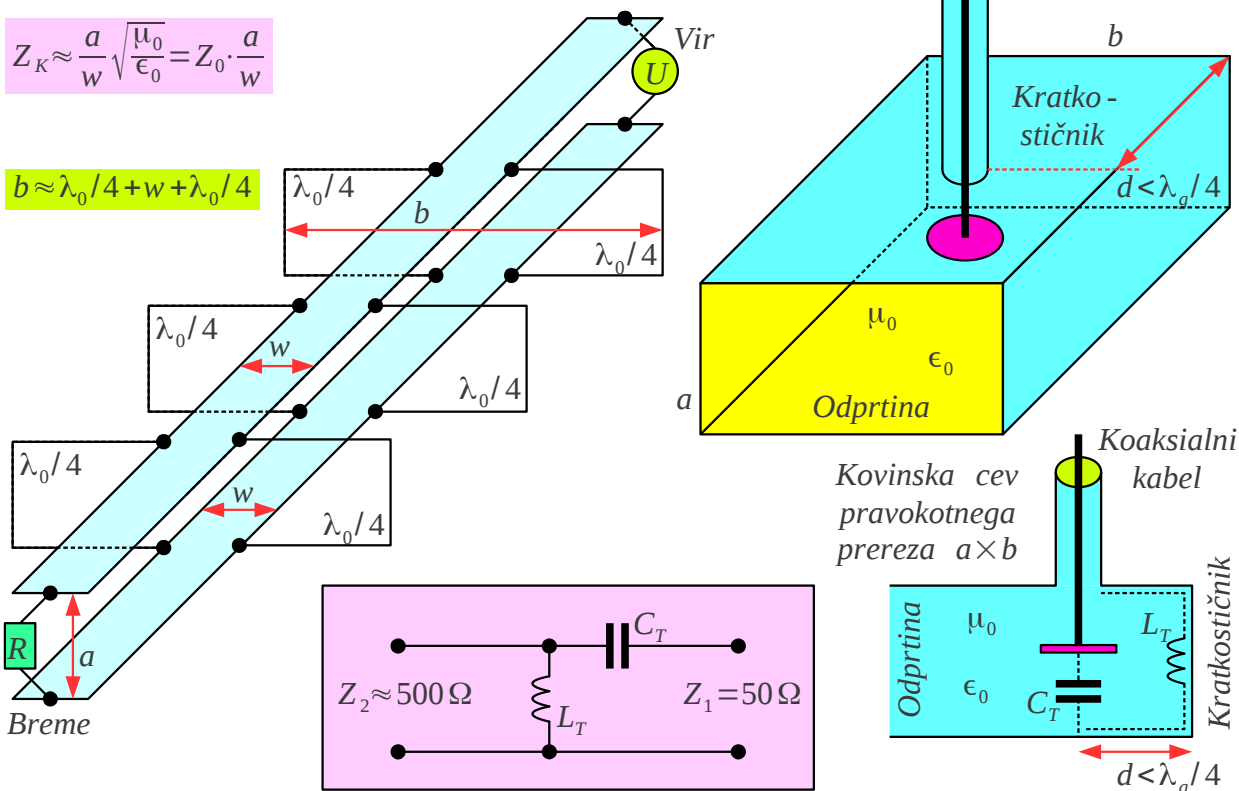 Z_K ≈ a/w √(μ₀/ϵ₀) = Z₀ · a/w
b ≈ λ₀/4 + w + λ₀/4
Vir
U
λ₀/4
b
λ₀/4
λ₀/4
w
λ₀/4
λ₀/4
w
λ₀/4
R
a
Breme
b
Kratko-
stičnik
d < λ_g/4
μ₀
ϵ₀
a
Odprtina
Kovinska cev
pravokotnega
prereza a×b
Koaksialni
kabel
C_T
Z₂ ≈ 500 Ω
L_T
Z₁ = 50 Ω
Odprtina
μ₀
ϵ₀
C_T
L_T
Kratkostičnik
d < λ_g/4